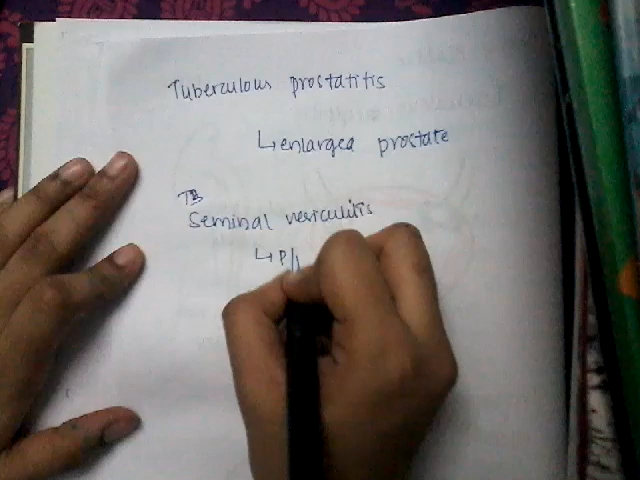 Tuberculous prostatitis
↳ enlarged prostate
TB
Seminal vesiculitis
↳ P/